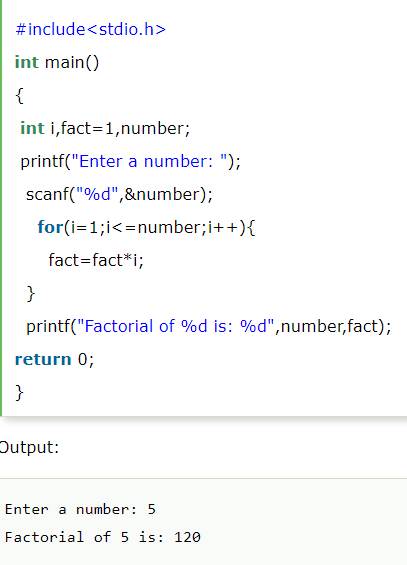 #include<stdio.h>
int main()
{
int i,fact=1,number;
printf("Enter a number: ");
scanf("%d",&number);
for(i=1;i<=number;i++){
fact=fact*i;
}
printf("Factorial of %d is: %d",number,fact);
return 0;
}
Output:
Enter a number: 5
Factorial of 5 is: 120